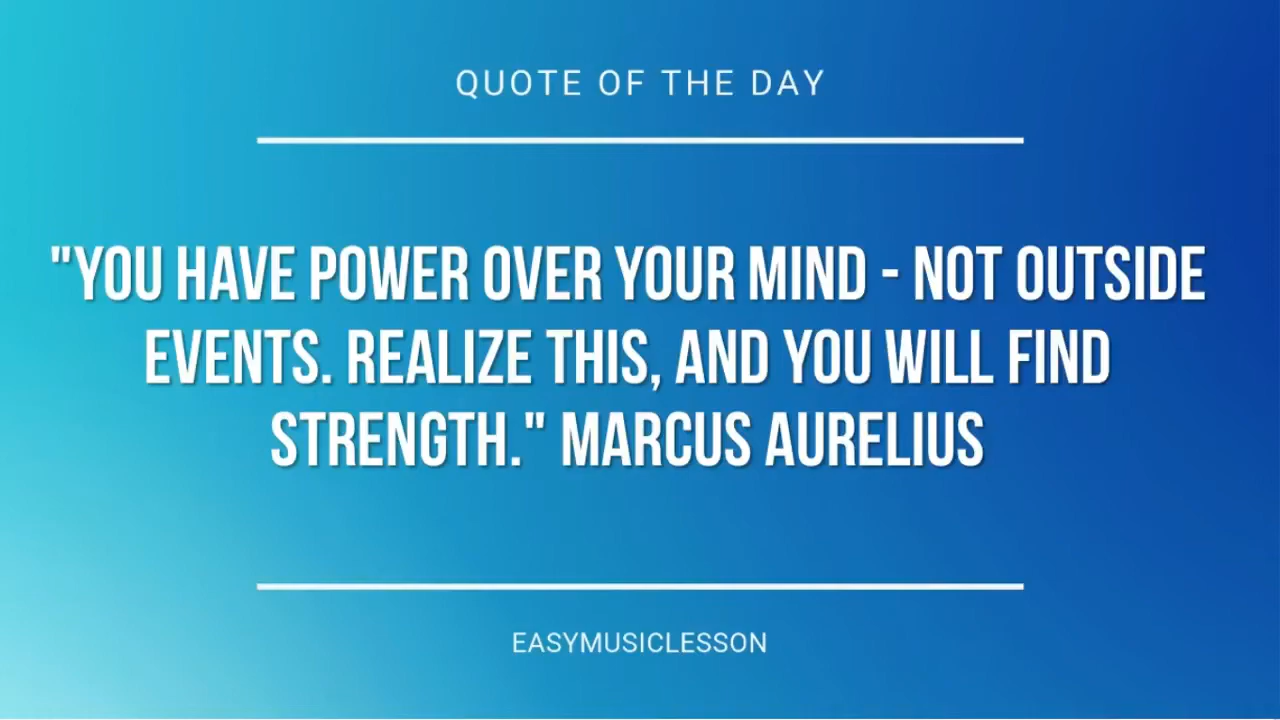 QUOTE OF THE DAY
"YOU HAVE POWER OVER YOUR MIND - NOT OUTSIDE
EVENTS. REALIZE THIS, AND YOU WILL FIND
STRENGTH." MARCUS AURELIUS
EASYMUSICLESSON